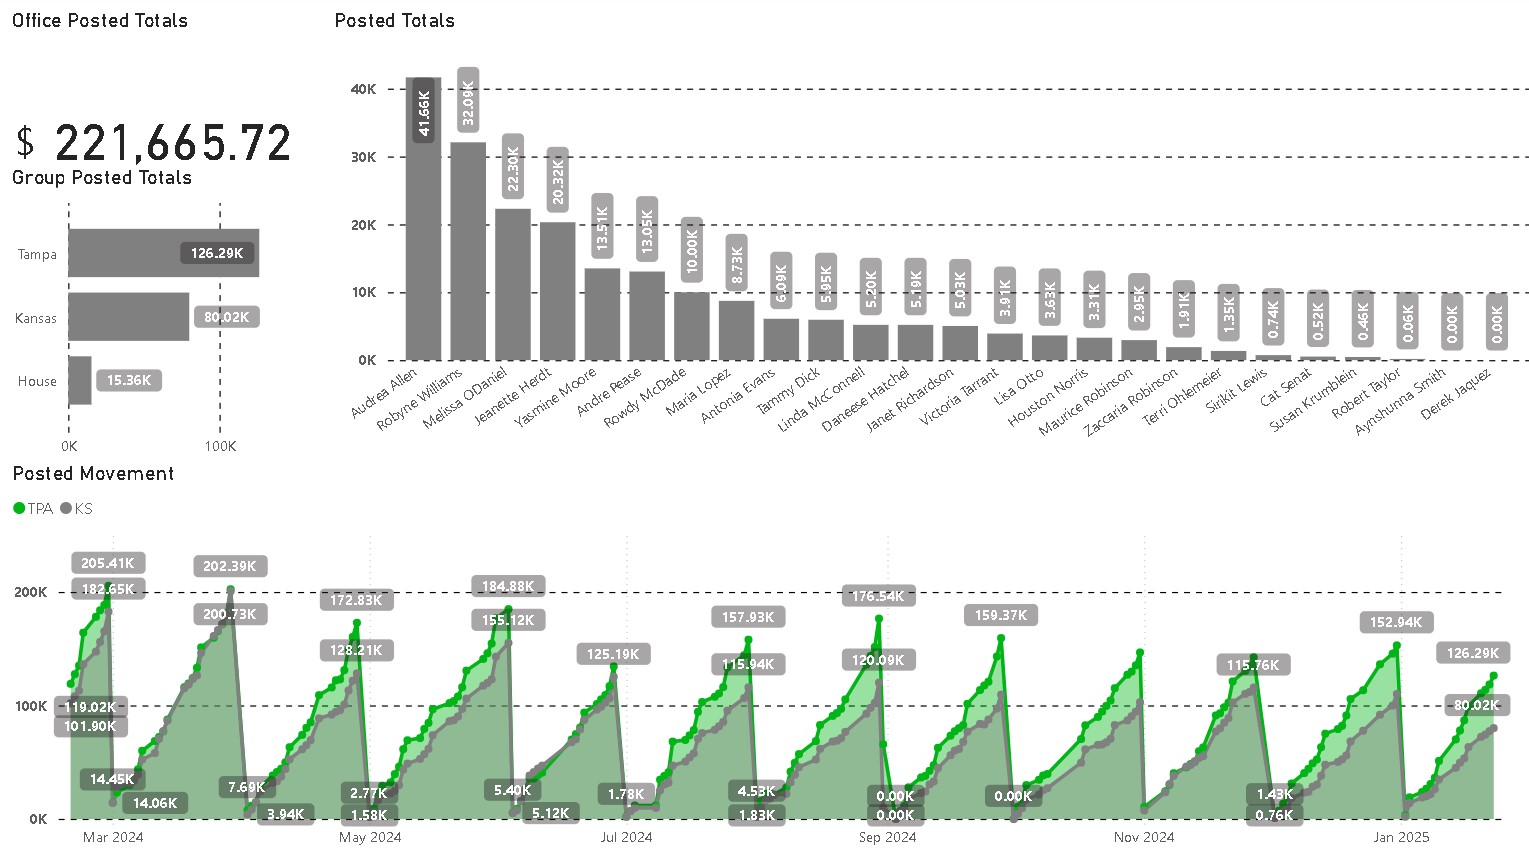 Office Posted Totals
$ 221,665.72
Group Posted Totals
Tampa
126.29K
Kansas
80.02K
House
15.36K
0K 100K
Posted Totals
40K
30K
20K
10K
0K
41.66K
32.09K
22.30K
20.32K
13.51K
13.05K
10.00K
8.73K
6.09K
5.95K
5.20K
5.19K
5.03K
3.91K
3.63K
3.31K
2.95K
1.91K
1.35K
0.74K
0.52K
0.46K
0.06K
0.00K
0.00K
Audrea Allen
Robyne Williams
Melissa ODaniel
Jeanette Herdt
Yasmine Moore
Andre Pease
Rowdy McDade
Maria Lopez
Antonia Evans
Tammy Dick
Linda McConnell
Daneese Hatchel
Janet Richardson
Victoria Tarrant
Lisa Otto
Houston Norris
Maurice Robinson
Zaccaria Robinson
Terri Ohlemeier
Sirikit Lewis
Cat Senat
Susan Krumblein
Robert Taylor
Aynshunna Smith
Derek Jaquez
Posted Movement
TPA KS
200K
100K
0K
205.41K
182.65K
119.02K
101.90K
14.45K
14.06K
202.39K
200.73K
7.69K
3.94K
172.83K
128.21K
2.77K
1.58K
184.88K
155.12K
5.40K
5.12K
125.19K
1.78K
157.93K
115.94K
4.53K
1.83K
176.54K
120.09K
0.00K
0.00K
159.37K
0.00K
115.76K
1.43K
0.76K
152.94K
126.29K
80.02K
Mar 2024 May 2024 Jul 2024 Sep 2024 Nov 2024 Jan 2025